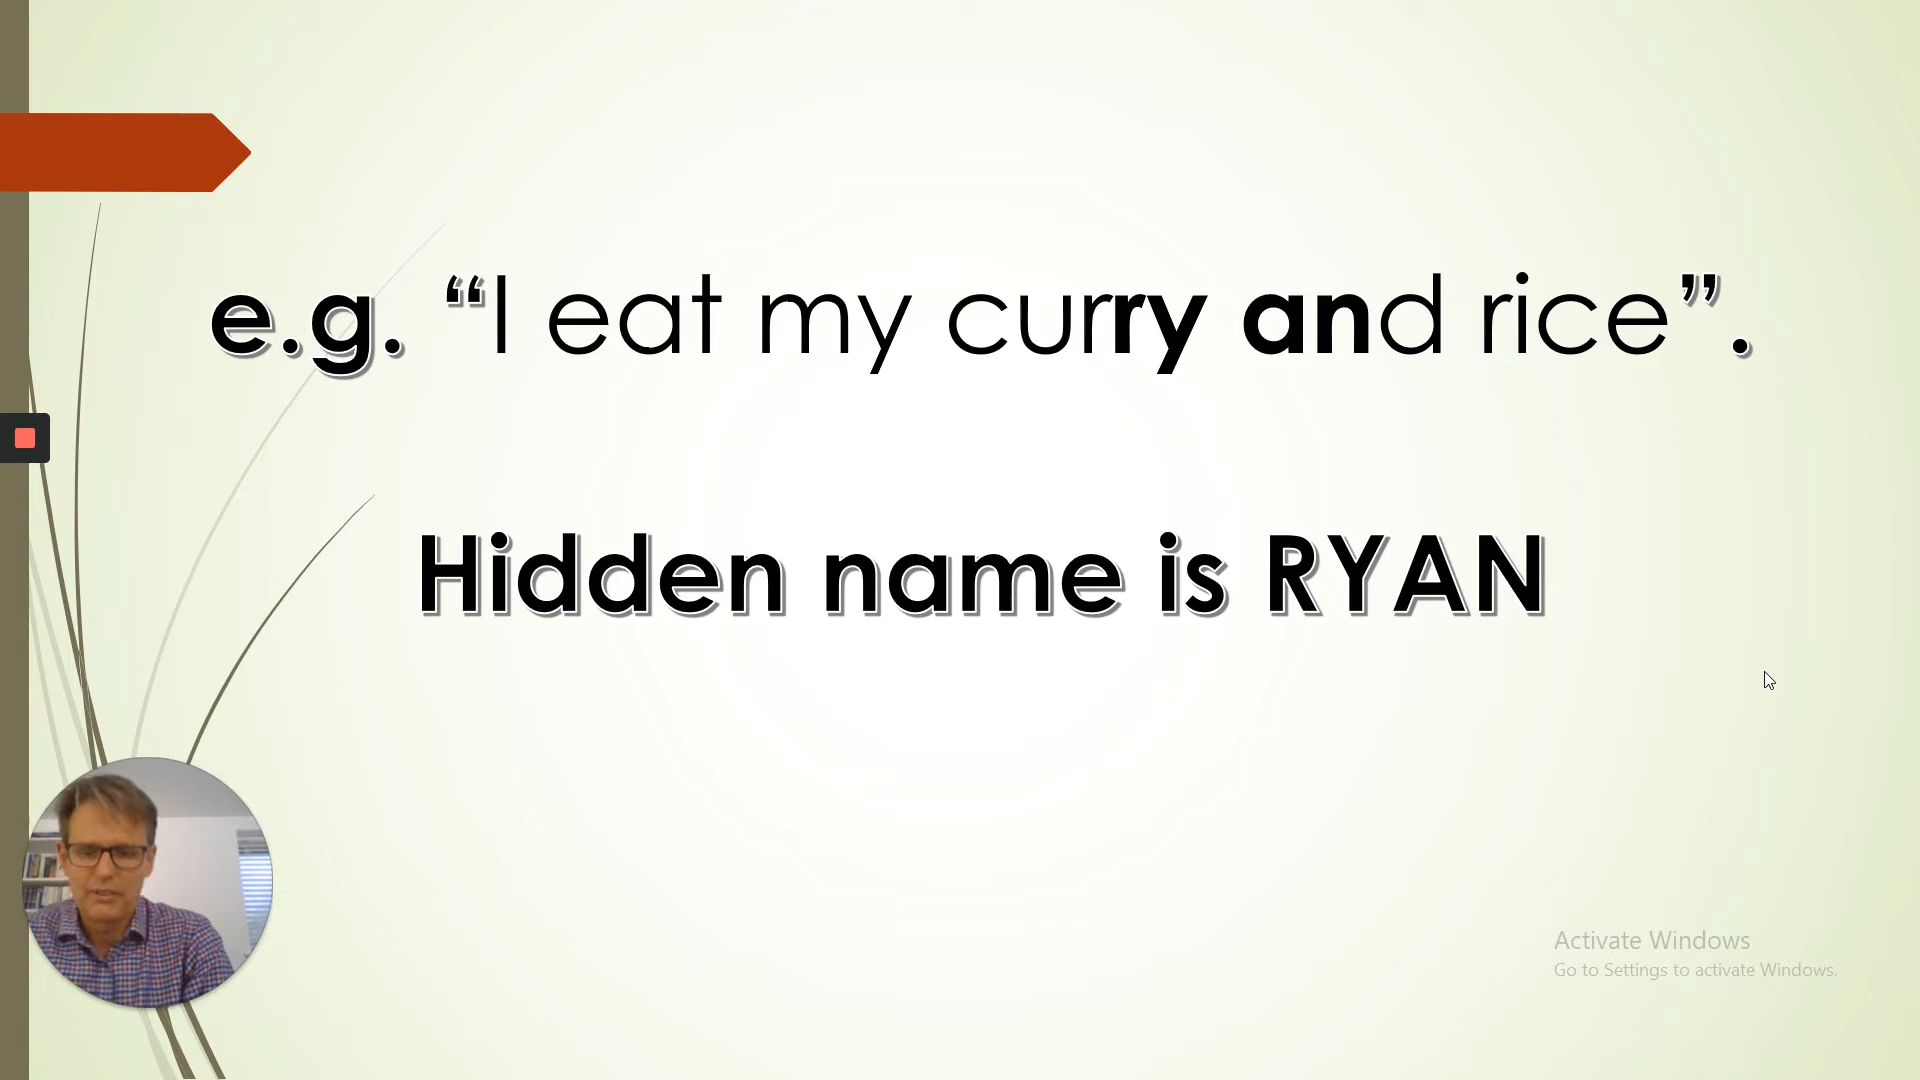 e.g. “I eat my curry and rice”.
Hidden name is RYAN
Activate Windows
Go to Settings to activate Windows.